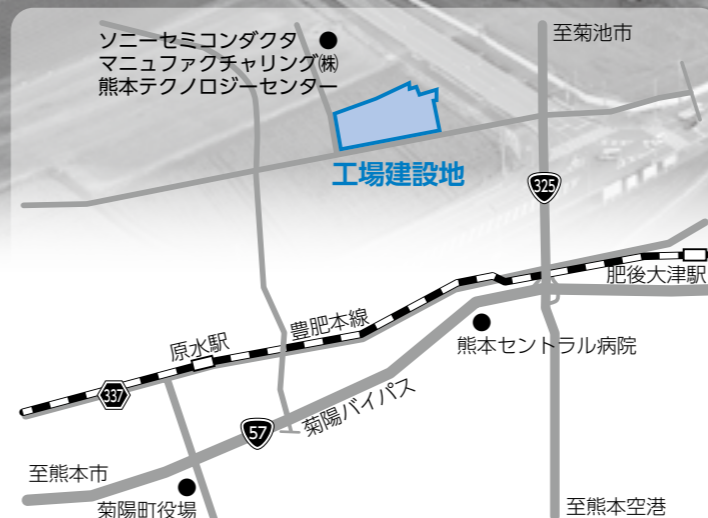 ソニーセミコンダクタ
マニュファクチャリング㈱
熊本テクノロジーセンター
至菊池市
工場建設地
325
肥後大津駅
豊肥本線
原水駅
熊本セントラル病院
337
菊陽バイパス
57
至熊本市
菊陽町役場
至熊本空港